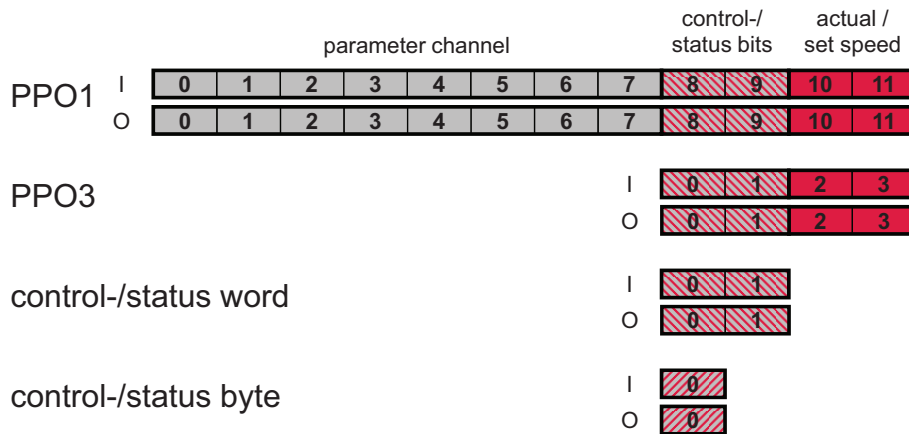 control-/ actual /
parameter channel status bits set speed
PPO1 I 0 1 2 3 4 5 6 7 8 9 10 11
O 0 1 2 3 4 5 6 7 8 9 10 11
PPO3 I 0 1 2 3
O 0 1 2 3
control-/status word I 0 1
O 0 1
control-/status byte I 0
O 0